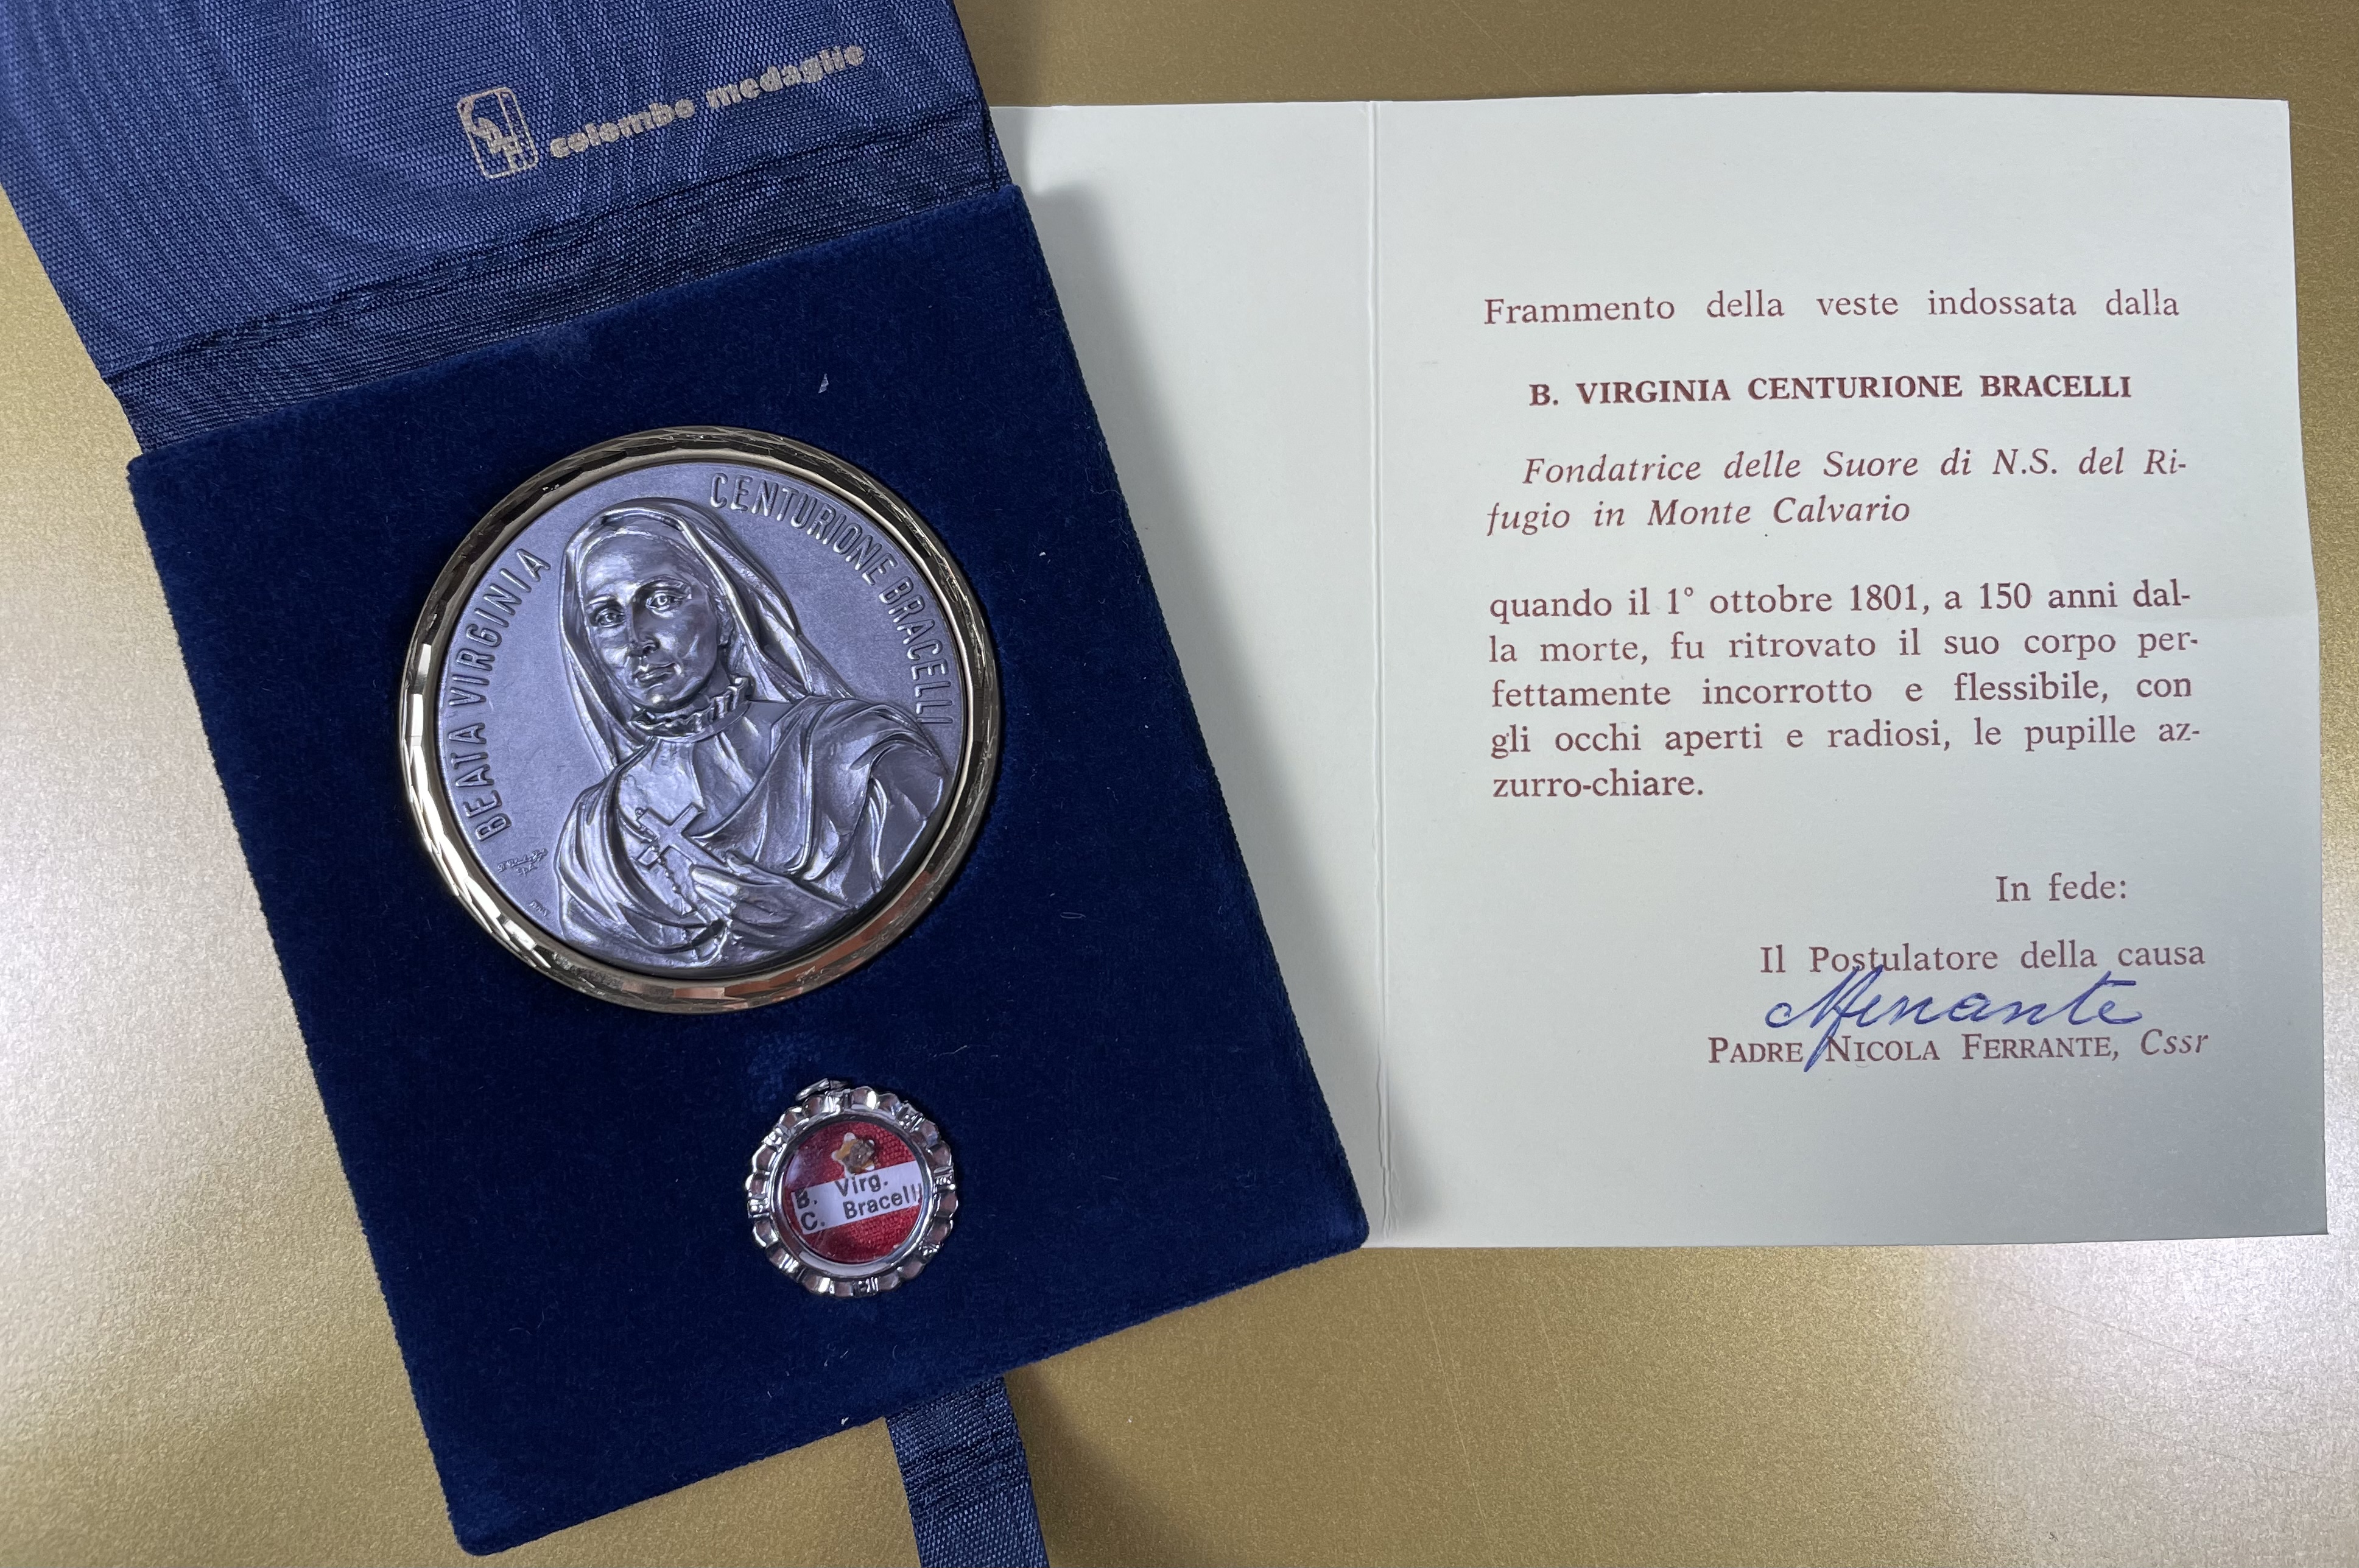 colombo medaglie
BEATA VIRGINIA CENTURIONE BRACELLI
B. Virg.
C. Bracelli
Frammento della veste indossata dalla
B. VIRGINIA CENTURIONE BRACELLI
Fondatrice delle Suore di N.S. del Ri-
fugio in Monte Calvario
quando il 1° ottobre 1801, a 150 anni dal-
la morte, fu ritrovato il suo corpo per-
fettamente incorrotto e flessibile, con
gli occhi aperti e radiosi, le pupille az-
zurro-chiare.
In fede:
Il Postulatore della causa
PADRE NICOLA FERRANTE, Cssr